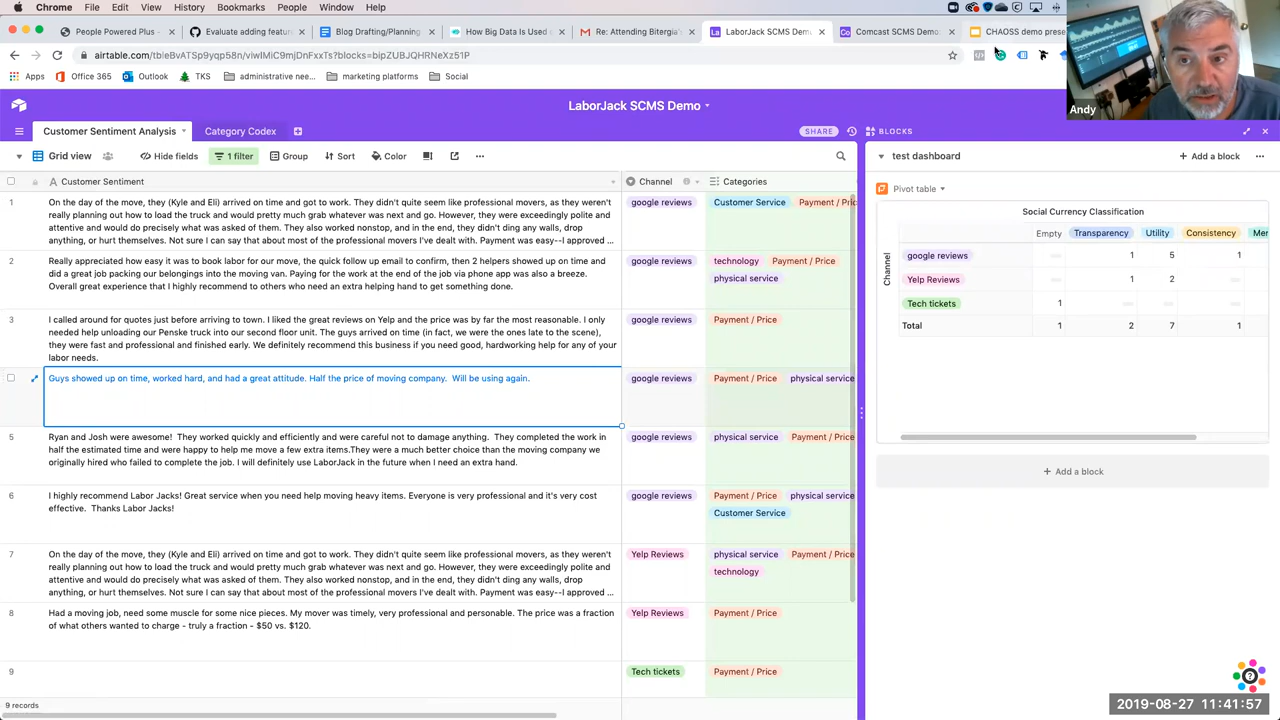 Chrome File Edit View History Bookmarks People Window Help
People Powered Plus - Evaluate adding featur Blog Drafting/Planning How Big Data Is Used Re: Attending Bitergia's LaborJack SCMS Dem Comcast SCMS Demo: CHAOSS demo prese
airtable.com/tbleBATSp9yqp58n/viwIMlC9mjDnFxxTs?blocks=bipZUBJQRNeXz51P
Apps Office 365 Outlook TKS administrative nee... marketing platforms Social
Andy
LaborJack SCMS Demo
Customer Sentiment Analysis Category Codex SHARE BLOCKS
Grid view Hide fields 1 filter Group Sort Color ... test dashboard Add a block ...
Customer Sentiment Channel Categories
Pivot table
1 On the day of the move, they (Kyle and Eli) arrived on time and got to work. They didn't quite seem like professional movers, as they weren't google reviews Customer Service Payment / Pric
really planning out how to load the truck and would pretty much grab whatever was next and go. However, they were exceedingly polite and
attentive and would do precisely what was asked of them. They also worked nonstop, and in the end, they didn't ding any walls, drop
anything, or hurt themselves. Not sure I can say that about most of the professional movers I've dealt with. Payment was easy--I approved ...
2 Really appreciated how easy it was to book labor for our move, the quick follow up email to confirm, then 2 helpers showed up on time and google reviews technology Payment / Price
did a great job packing our belongings into the moving van. Paying for the work at the end of the job via phone app was also a breeze. physical service
Overall great experience that I highly recommend to others who need an extra helping hand to get something done.
3 I called around for quotes just before arriving to town. I liked the great reviews on Yelp and the price was by far the most reasonable. I only google reviews Payment / Price
needed help unloading our Penske truck into our second floor unit. The guys arrived on time (in fact, we were the ones late to the scene),
they were fast and professional and finished early. We definitely recommend this business if you need good, hardworking help for any of your
labor needs.
Guys showed up on time, worked hard, and had a great attitude. Half the price of moving company. Will be using again. google reviews Payment / Price physical service
5 Ryan and Josh were awesome! They worked quickly and efficiently and were careful not to damage anything. They completed the work in google reviews physical service Payment / Price
half the estimated time and were happy to help me move a few extra items.They were a much better choice than the moving company we
originally hired who failed to complete the job. I will definitely use LaborJack in the future when I need an extra hand.
6 I highly recommend Labor Jacks! Great service when you need help moving heavy items. Everyone is very professional and it's very cost google reviews Payment / Price physical service
effective. Thanks Labor Jacks! Customer Service
7 On the day of the move, they (Kyle and Eli) arrived on time and got to work. They didn't quite seem like professional movers, as they weren't Yelp Reviews physical service Payment / Price
really planning out how to load the truck and would pretty much grab whatever was next and go. However, they were exceedingly polite and technology
attentive and would do precisely what was asked of them. They also worked nonstop, and in the end, they didn't ding any walls, drop
anything, or hurt themselves. Not sure I can say that about most of the professional movers I've dealt with. Payment was easy--I approved ...
8 Had a moving job, need some muscle for some nice pieces. My mover was timely, very professional and personable. The price was a fraction Yelp Reviews Payment / Price
of what others wanted to charge - truly a fraction - $50 vs. $120.
9 Tech tickets Payment / Price
9 records
Social Currency Classification
Empty Transparency Utility Consistency Mer
Channel
google reviews 1 5 1
Yelp Reviews 1 2
Tech tickets 1
Total 1 2 7 1
Add a block
2019-08-27 11:41:57